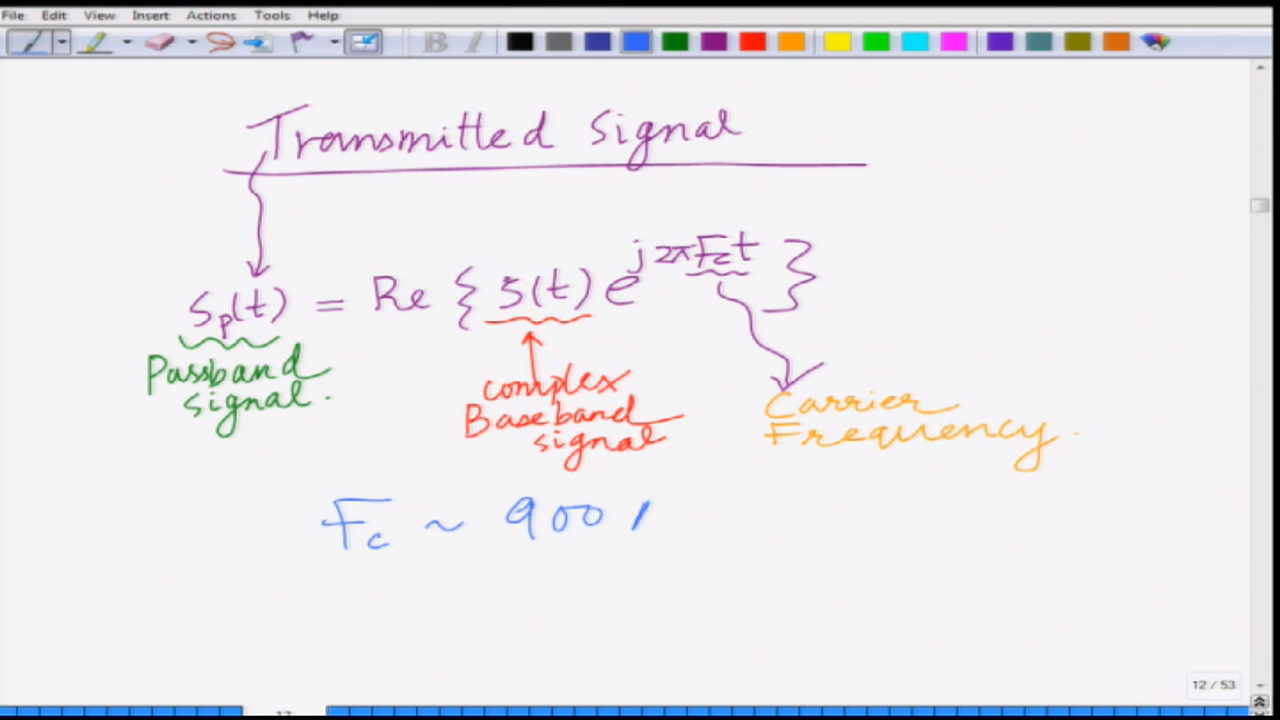 File Edit View Insert Actions Tools Help
B I
Transmitted Signal
Sp(t) = Re { s(t) e^{j2πFct} }
Passband
signal.
complex
Baseband
signal
Carrier
Frequency.
Fc ~ 900
12 / 53